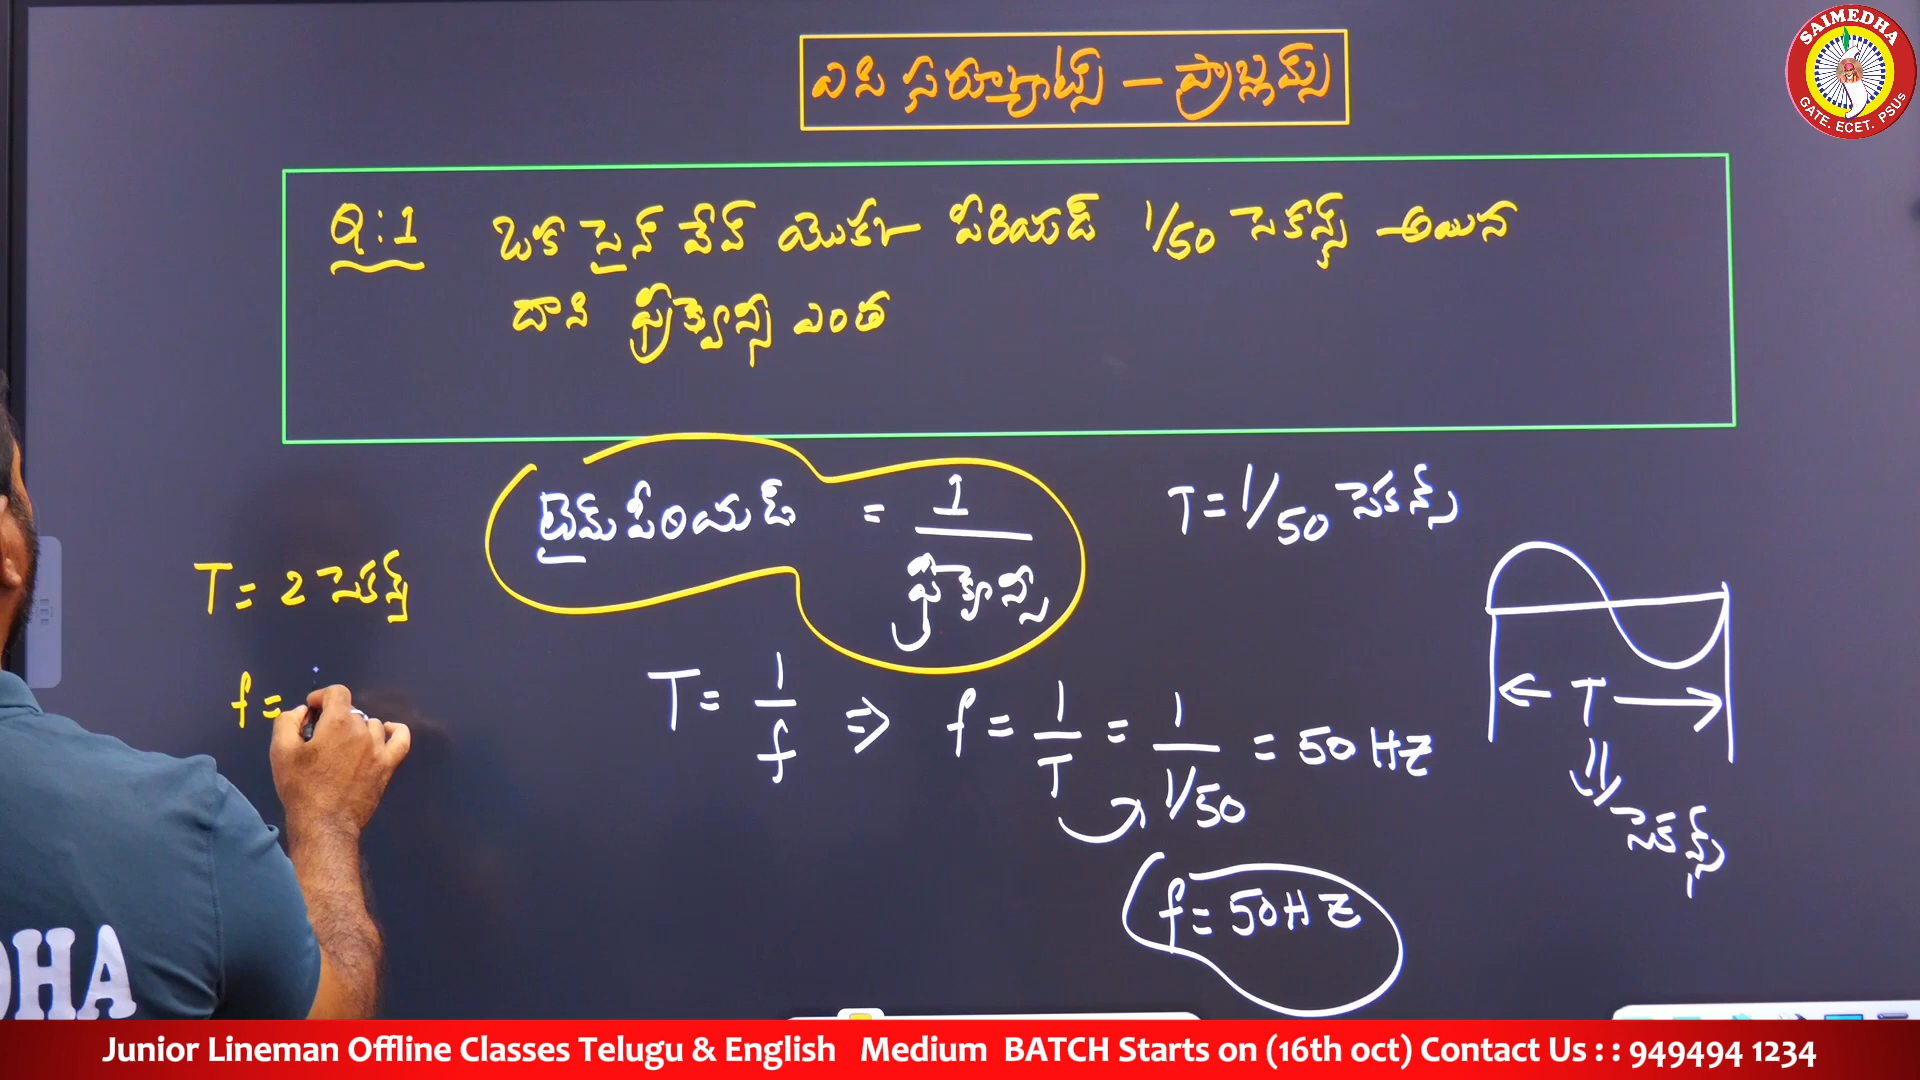 ఎసి సర్క్యూట్స్ – ప్రాబ్లమ్స్
SAIMEDHA
GATE. ECET. PSUs
Q:1 ఒక సైన్ వేవ్ యొక్క పీరియడ్ 1/50 సెకన్స్ అయిన
దాని ఫ్రీక్వెన్సీ ఎంత
టైమ్ పీరియడ్ = 1 / ఫ్రీక్వెన్సీ
T = 1/50 సెకన్స్
T = 2 సెకన్స్
f =
T = 1/f ⇒ f = 1/T = 1/(1/50) = 50 HZ
f = 50 HZ
T
సెకన్స్
DHA
Junior Lineman Offline Classes Telugu & English Medium BATCH Starts on (16th oct) Contact Us : : 949494 1234